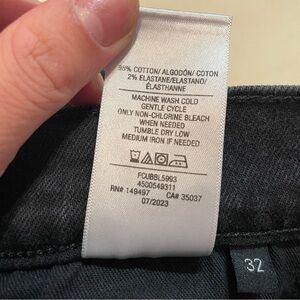 98% COTTON/ ALGODÓN/ COTON
2% ELASTANE/ELASTANO/
ÉLASTHANNE
MACHINE WASH COLD
GENTLE CYCLE
ONLY NON-CHLORINE BLEACH
WHEN NEEDED
TUMBLE DRY LOW
MEDIUM IRON IF NEEDED
FCUBBL5993
4500549311
RN# 149497 CA# 35037
07/2023
32